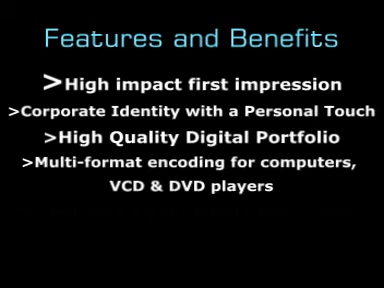 Features and Benefits
>High impact first impression
>Corporate Identity with a Personal Touch
>High Quality Digital Portfolio
>Multi-format encoding for computers,
VCD & DVD players